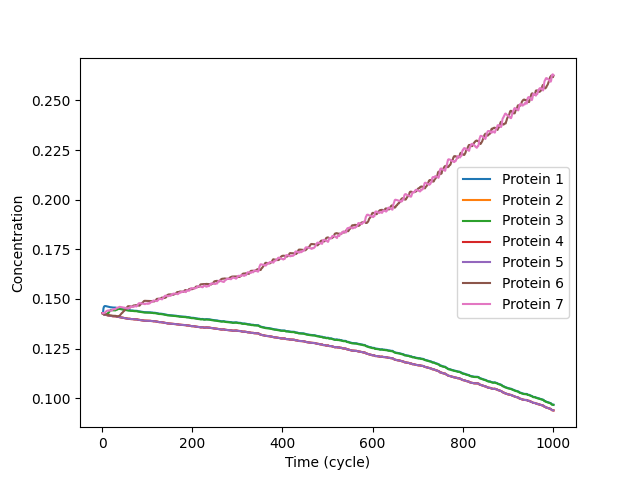 0.250
0.225
0.200
0.175
0.150
0.125
0.100
Concentration
Protein 1
Protein 2
Protein 3
Protein 4
Protein 5
Protein 6
Protein 7
0 200 400 600 800 1000
Time (cycle)